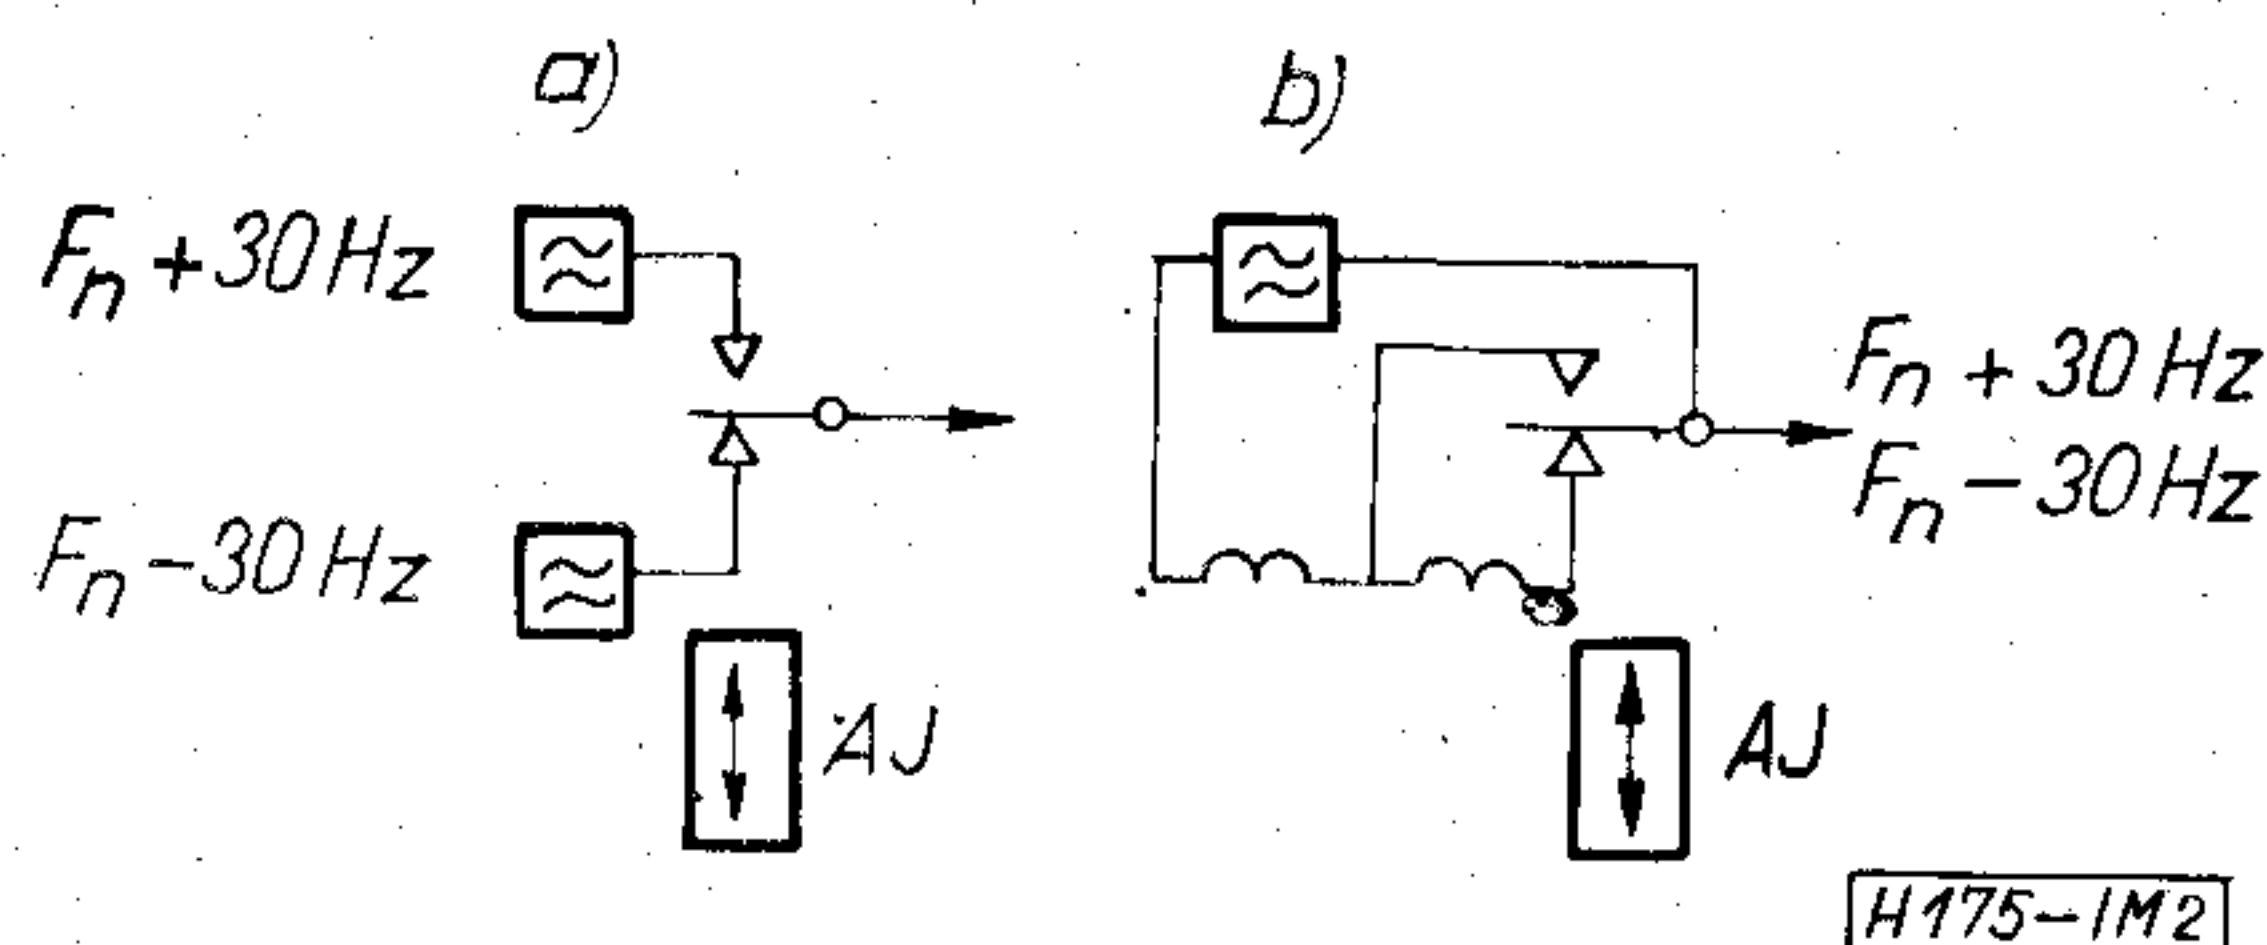 a)
Fn + 30 Hz
Fn - 30 Hz
AJ
b)
Fn + 30 Hz
Fn - 30 Hz
AJ
H175-IM2